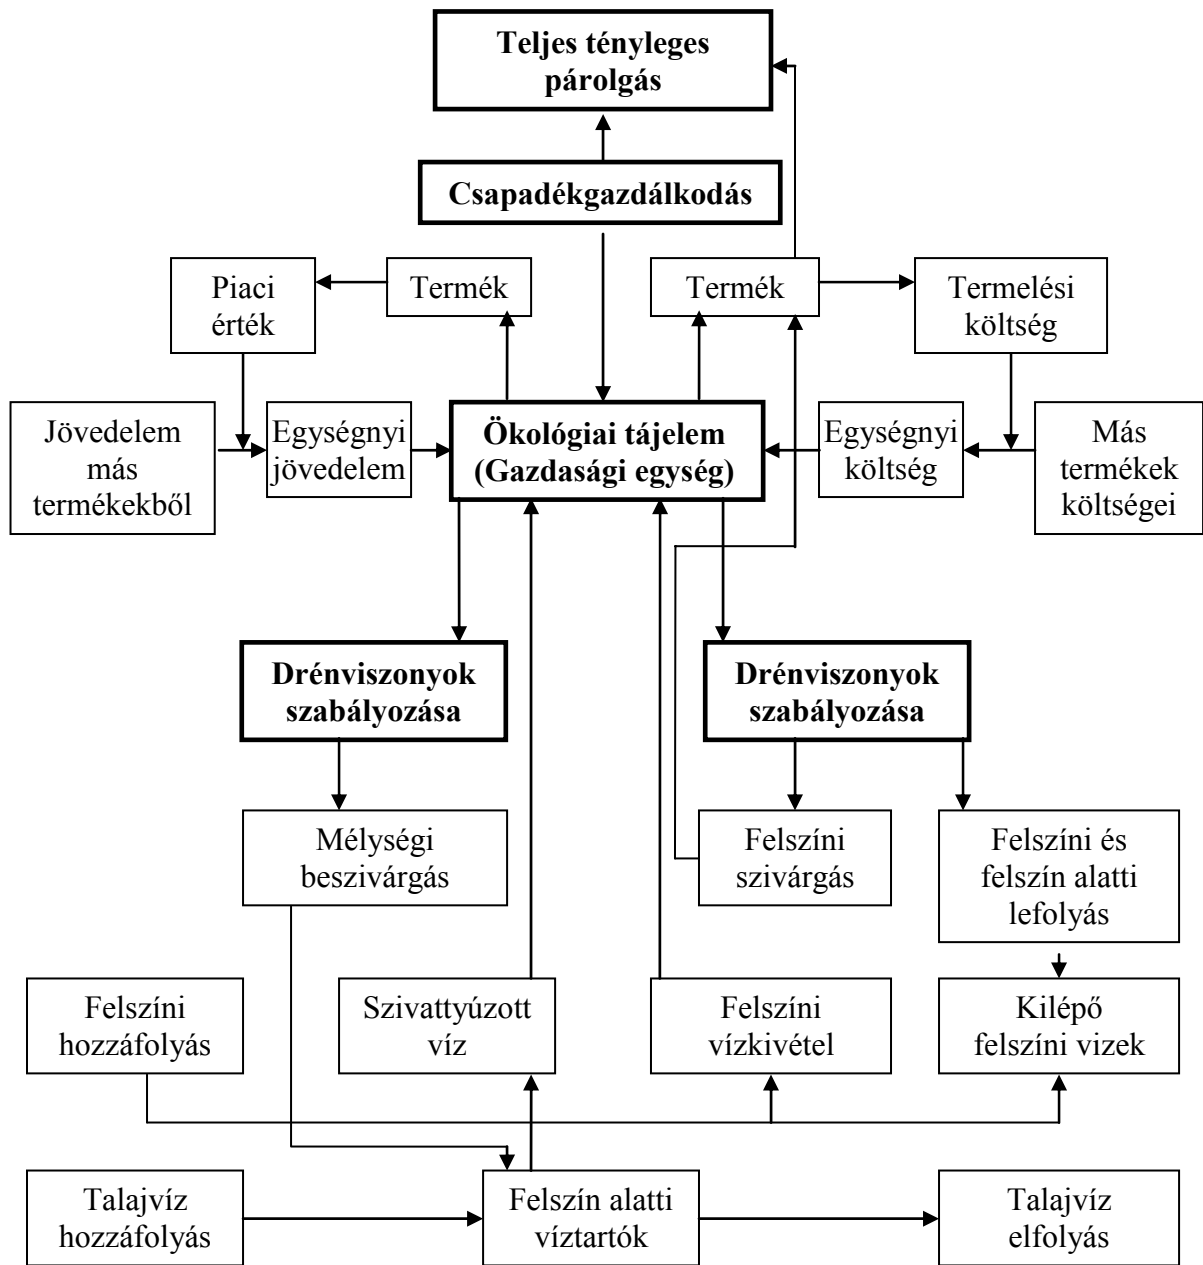 Teljes tényleges
párolgás
Csapadékgazdálkodás
Piaci
érték
Termék
Termék
Termelési
költség
Jövedelem
más
termékekből
Egységnyi
jövedelem
Ökológiai tájelem
(Gazdasági egység)
Egységnyi
költség
Más
termékek
költségei
Drénviszonyok
szabályozása
Drénviszonyok
szabályozása
Mélységi
beszivárgás
Felszíni
szivárgás
Felszíni és
felszín alatti
lefolyás
Felszíni
hozzáfolyás
Szivattyúzott
víz
Felszíni
vízkivétel
Kilépő
felszíni vizek
Talajvíz
hozzáfolyás
Felszín alatti
víztartók
Talajvíz
elfolyás